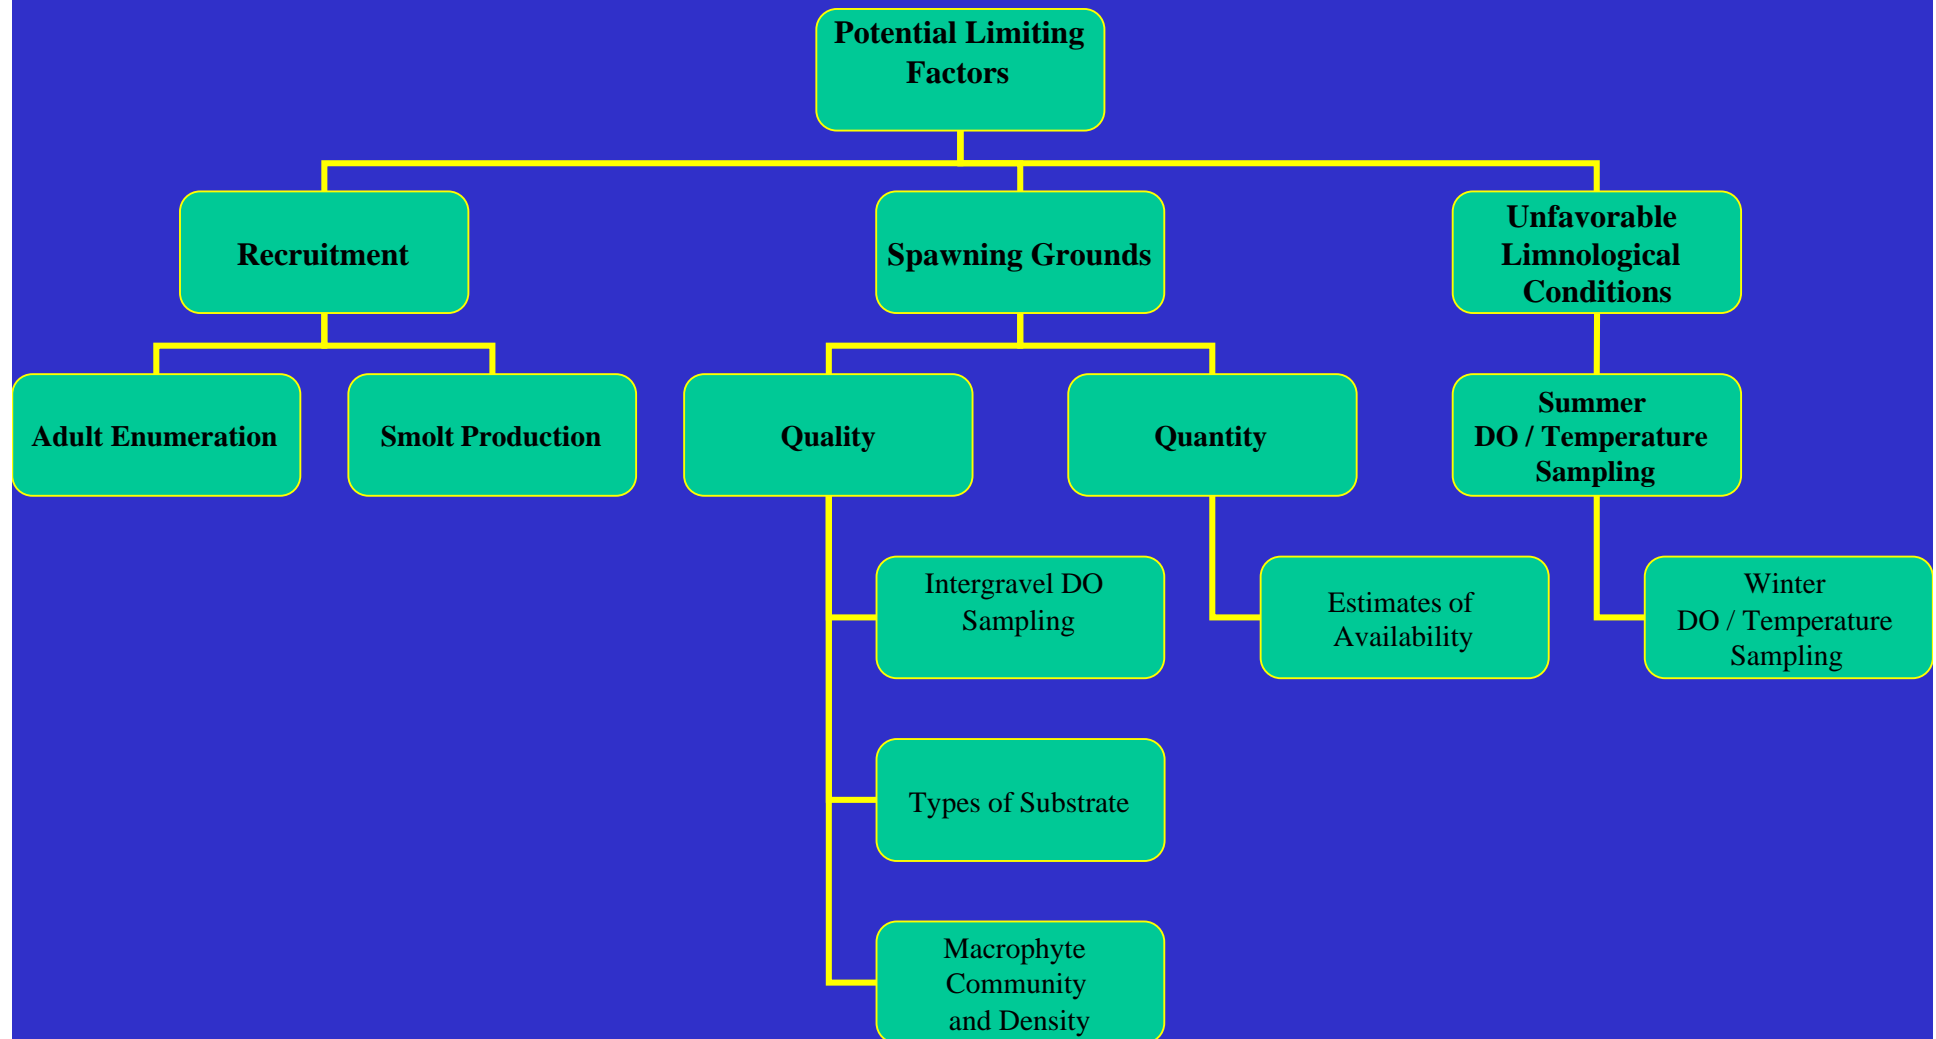 Potential Limiting
Factors
Recruitment
Spawning Grounds
Unfavorable
Limnological
Conditions
Adult Enumeration
Smolt Production
Quality
Quantity
Summer
DO / Temperature
Sampling
Intergravel DO
Sampling
Estimates of
Availability
Winter
DO / Temperature
Sampling
Types of Substrate
Macrophyte
Community
and Density